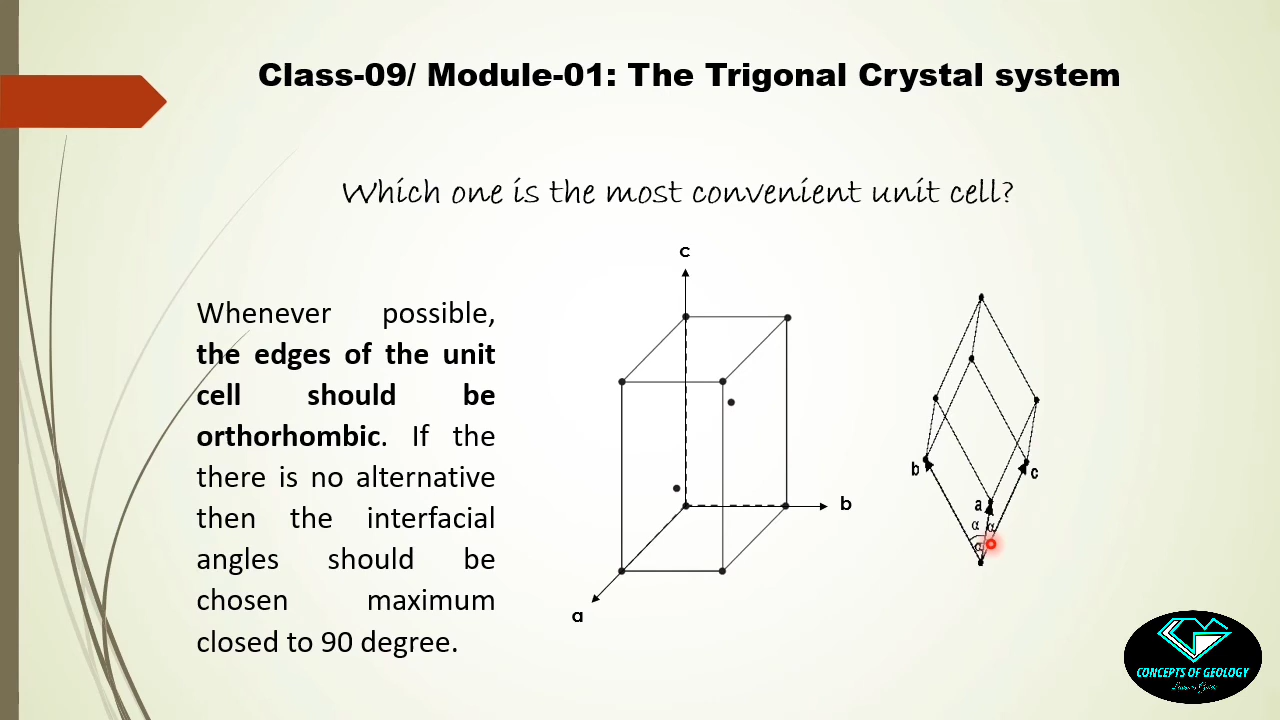 Class-09/ Module-01: The Trigonal Crystal system
Which one is the most convenient unit cell?
Whenever possible,
the edges of the unit
cell should be
orthorhombic. If the
there is no alternative
then the interfacial
angles should be
chosen maximum
closed to 90 degree.
c
b
a
b
c
a
α α
α
CONCEPTS OF GEOLOGY